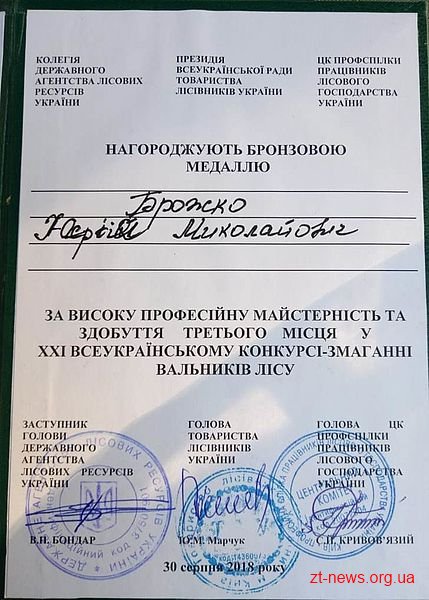 КОЛЕГІЯ
ДЕРЖАВНОГО
АГЕНТСТВА ЛІСОВИХ
РЕСУРСІВ
УКРАЇНИ
ПРЕЗИДІЯ
ВСЕУКРАЇНСЬКОЇ РАДИ
ТОВАРИСТВА
ЛІСІВНИКІВ УКРАЇНИ
ЦК ПРОФСПІЛКИ
ПРАЦІВНИКІВ
ЛІСОВОГО
ГОСПОДАРСТВА
УКРАЇНИ
НАГОРОДЖУЮТЬ БРОНЗОВОЮ
МЕДАЛЛЮ
Брожко
Юрій Миколайович
ЗА ВИСОКУ ПРОФЕСІЙНУ МАЙСТЕРНІСТЬ ТА
ЗДОБУТТЯ ТРЕТЬОГО МІСЦЯ У
XXI ВСЕУКРАЇНСЬКОМУ КОНКУРСІ-ЗМАГАННІ
ВАЛЬНИКІВ ЛІСУ
ЗАСТУПНИК
ГОЛОВИ
ДЕРЖАВНОГО
АГЕНТСТВА
ЛІСОВИХ РЕСУРСІВ
УКРАЇНИ
В.Н. БОНДАР
ГОЛОВА
ТОВАРИСТВА
ЛІСІВНИКІВ
УКРАЇНИ
Ю.М. Марчук
ГОЛОВА ЦК
ПРОФСПІЛКИ
ПРАЦІВНИКІВ
ЛІСОВОГО
ГОСПОДАРСТВА
УКРАЇНИ
С.П. КРИВОВ'ЯЗИЙ
30 серпня 2018 року
zt-news.org.ua